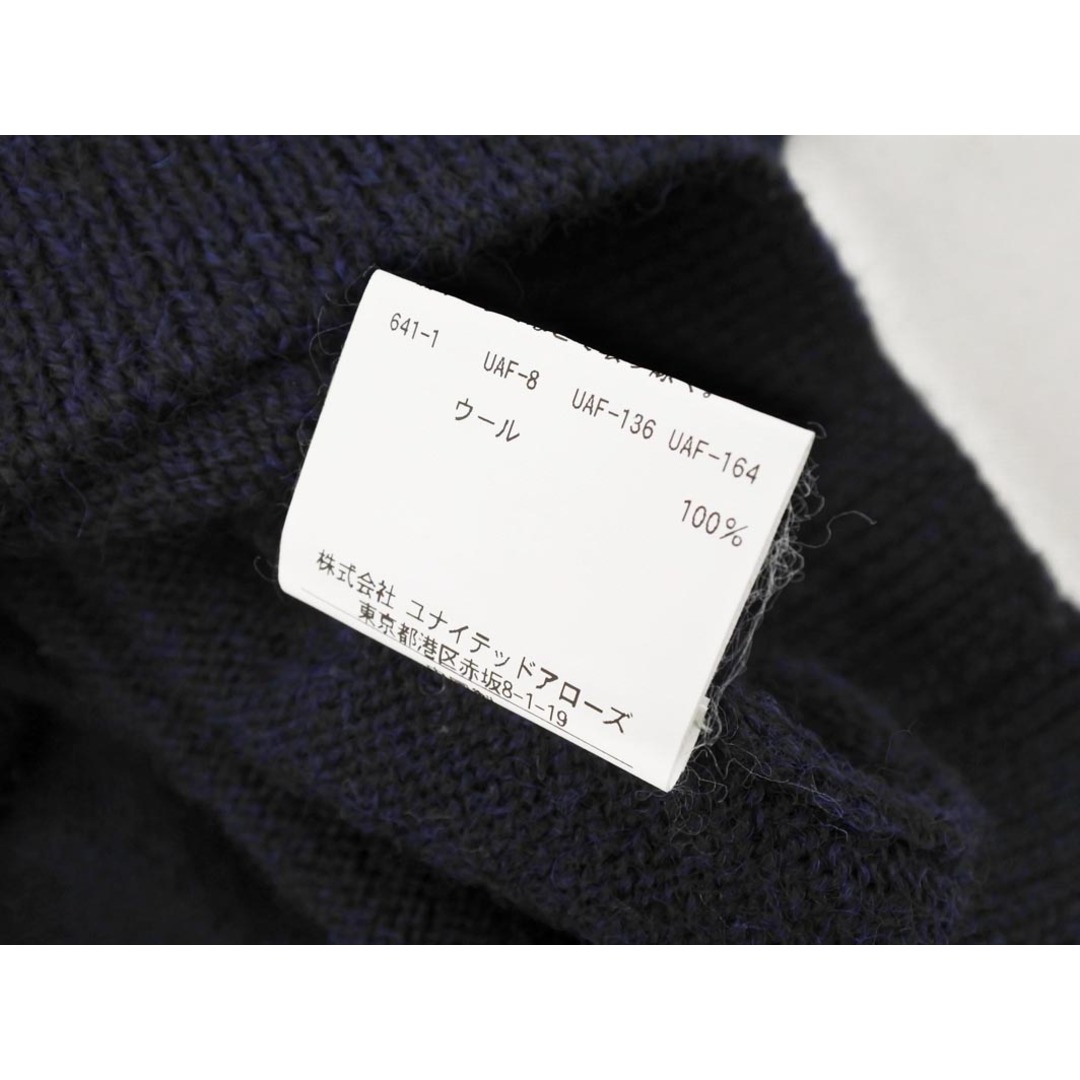 641-1 UAF-8 UAF-136 UAF-164
ウール
100%
株式会社 ユナイテッドアローズ
東京都港区赤坂8-1-19